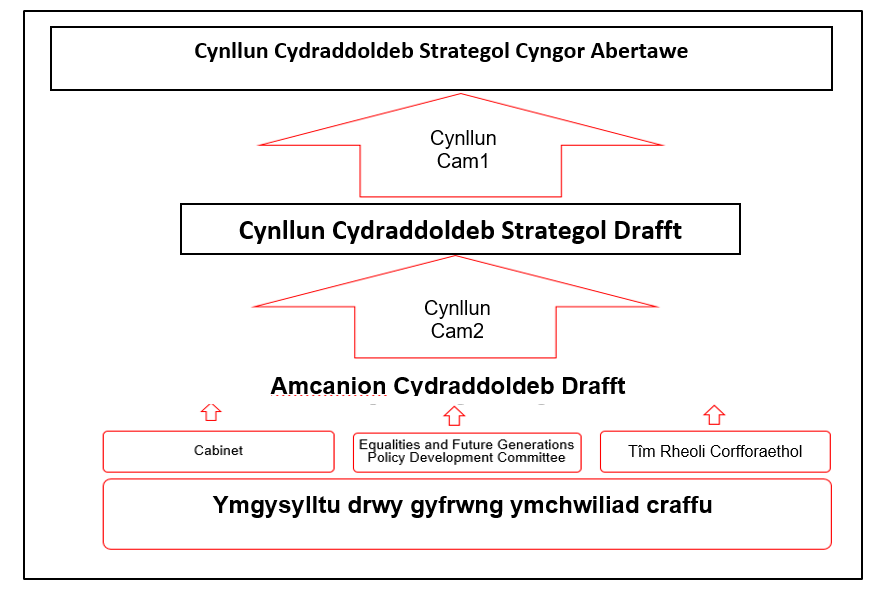 Cynllun Cydraddoldeb Strategol Cyngor Abertawe
Cynllun
Cam1
Cynllun Cydraddoldeb Strategol Drafft
Cynllun
Cam2
Amcanion Cydraddoldeb Drafft
Cabinet
Equalities and Future Generations
Policy Development Committee
Tîm Rheoli Corfforaethol
Ymgysylltu drwy gyfrwng ymchwiliad craffu